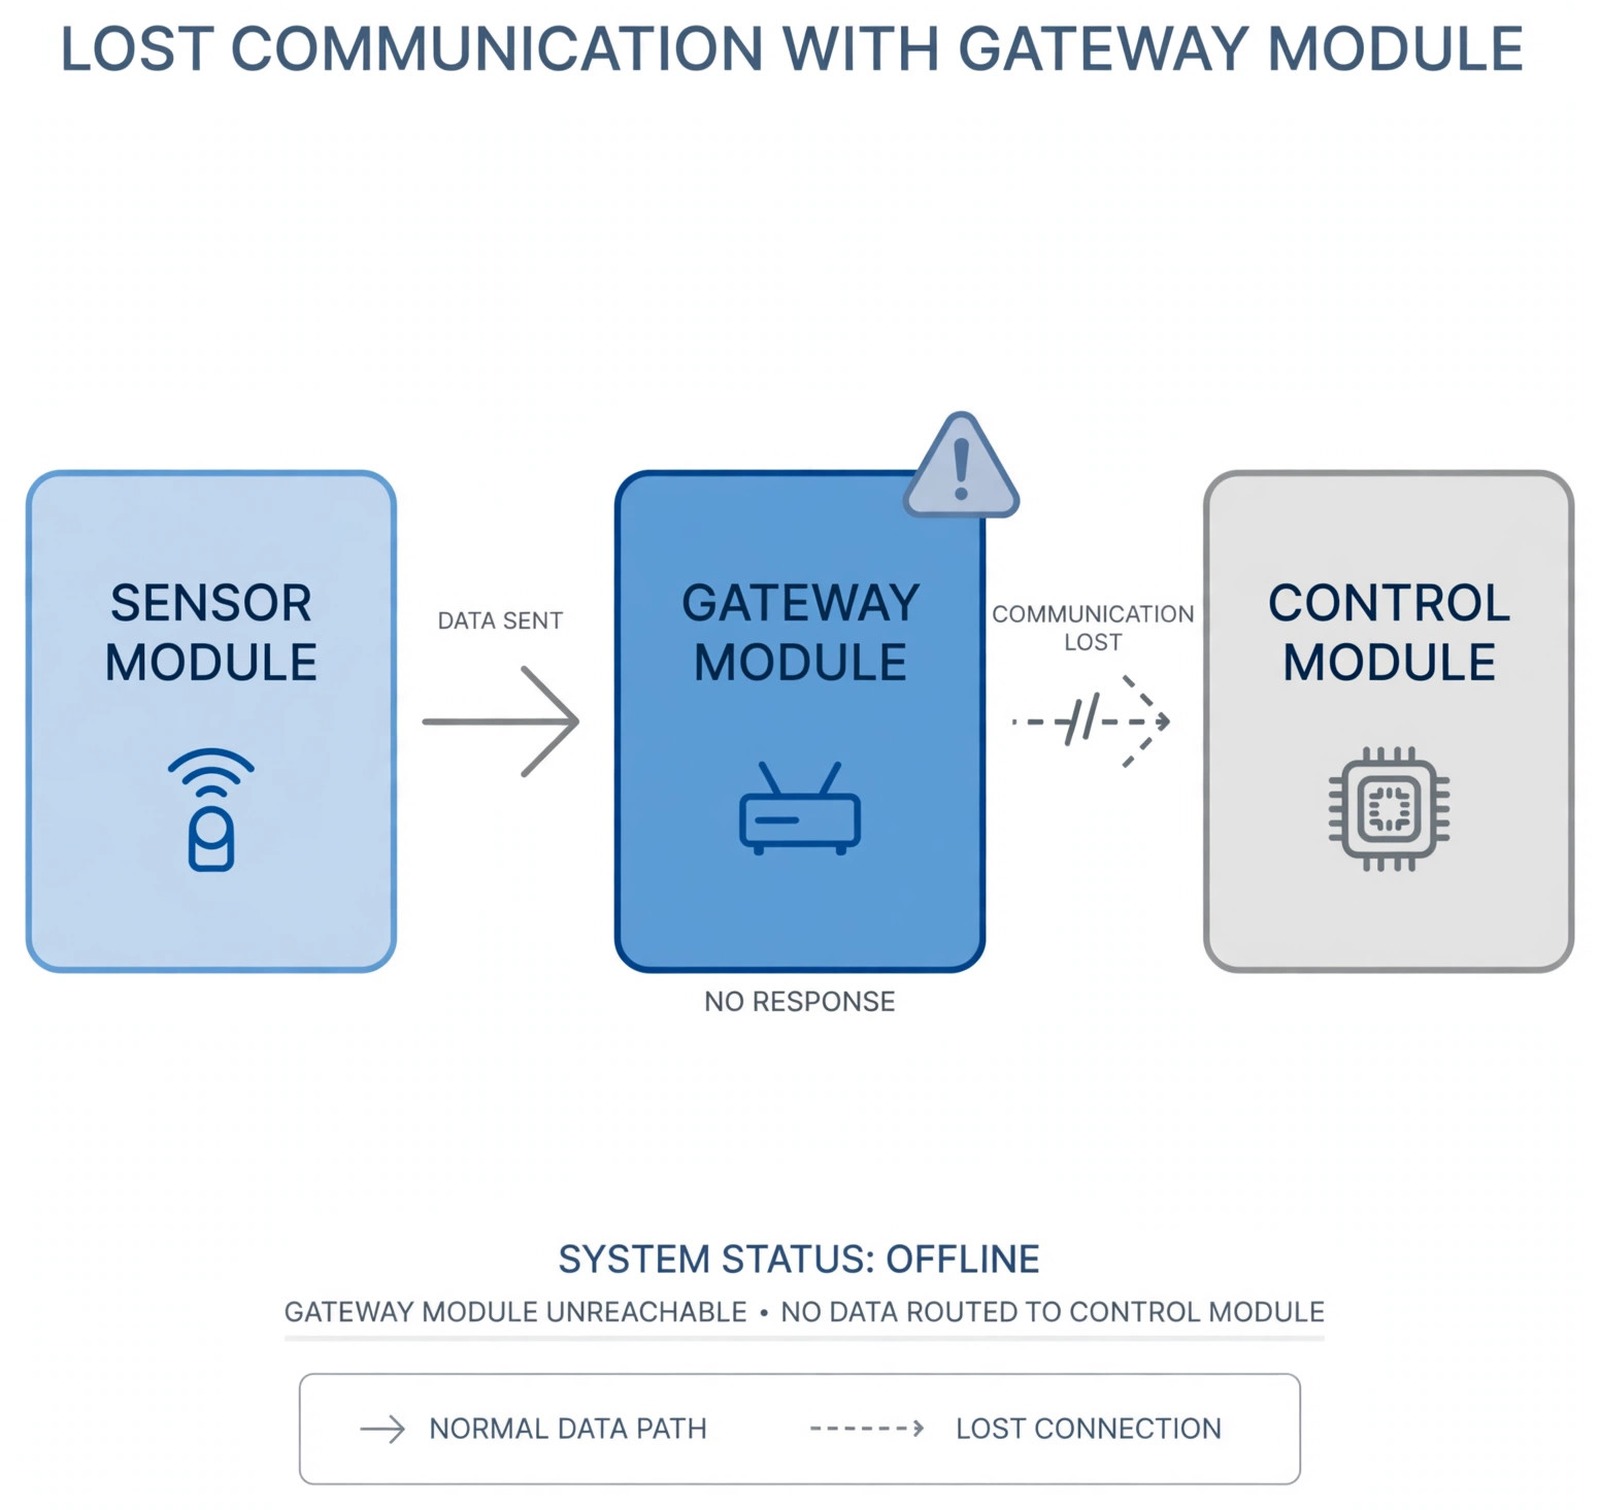 LOST COMMUNICATION WITH GATEWAY MODULE
SENSOR
MODULE
DATA SENT
GATEWAY
MODULE
NO RESPONSE
COMMUNICATION
LOST
CONTROL
MODULE
SYSTEM STATUS: OFFLINE
GATEWAY MODULE UNREACHABLE • NO DATA ROUTED TO CONTROL MODULE
NORMAL DATA PATH
LOST CONNECTION